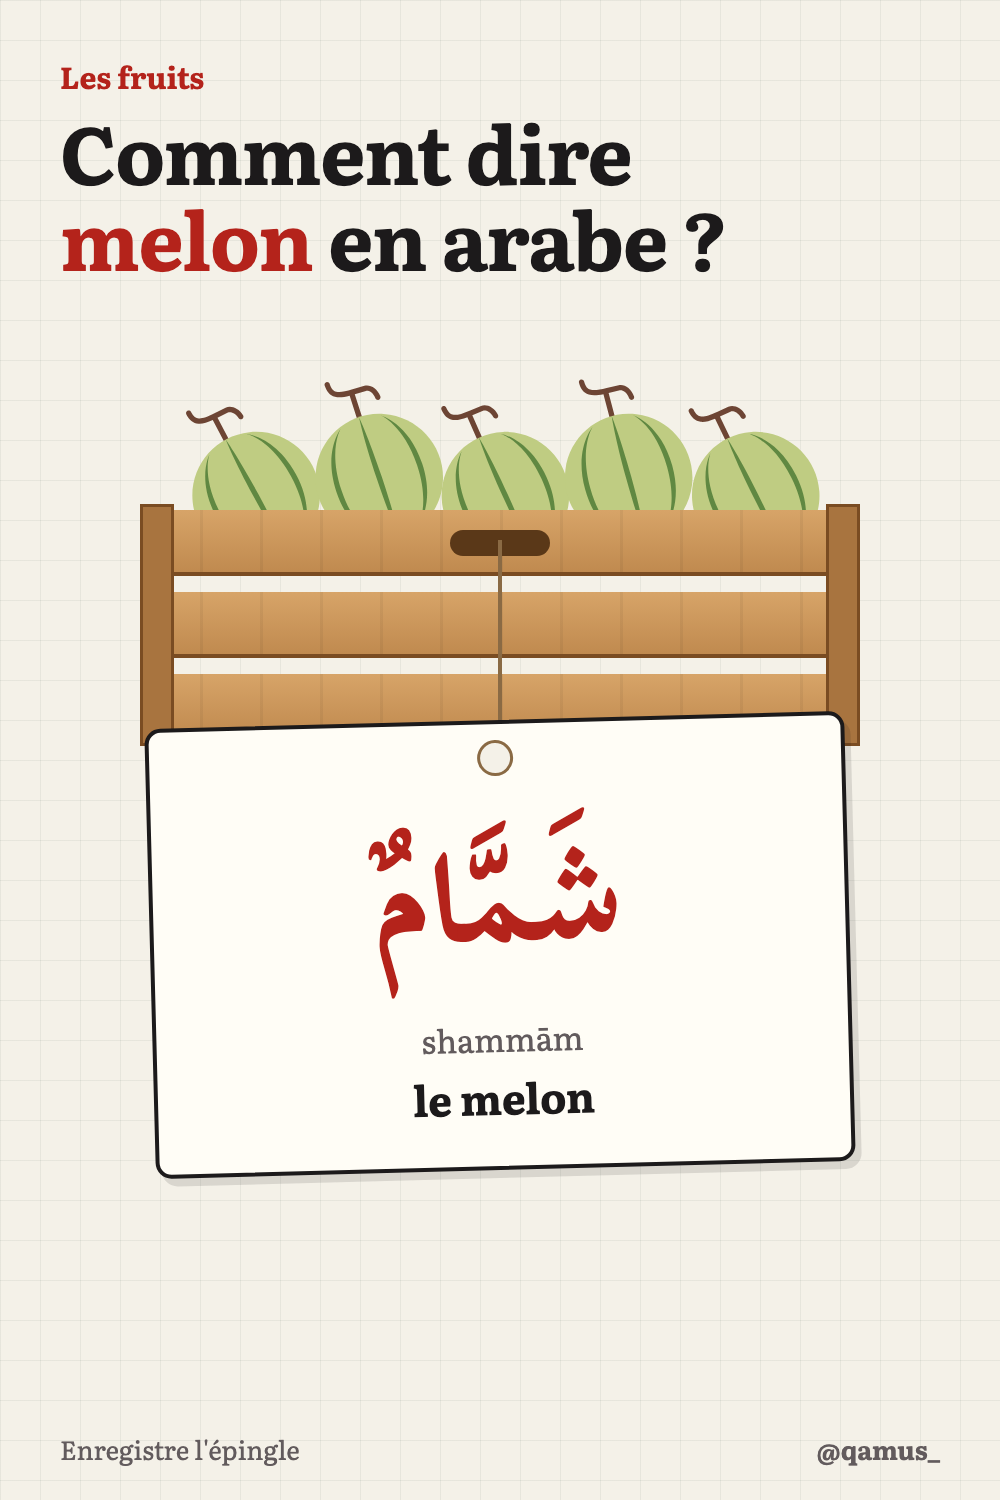 Les fruits
Comment dire
melon en arabe ?
شَمَّامٌ
shammām
le melon
Enregistre l'épingle
@qamus_